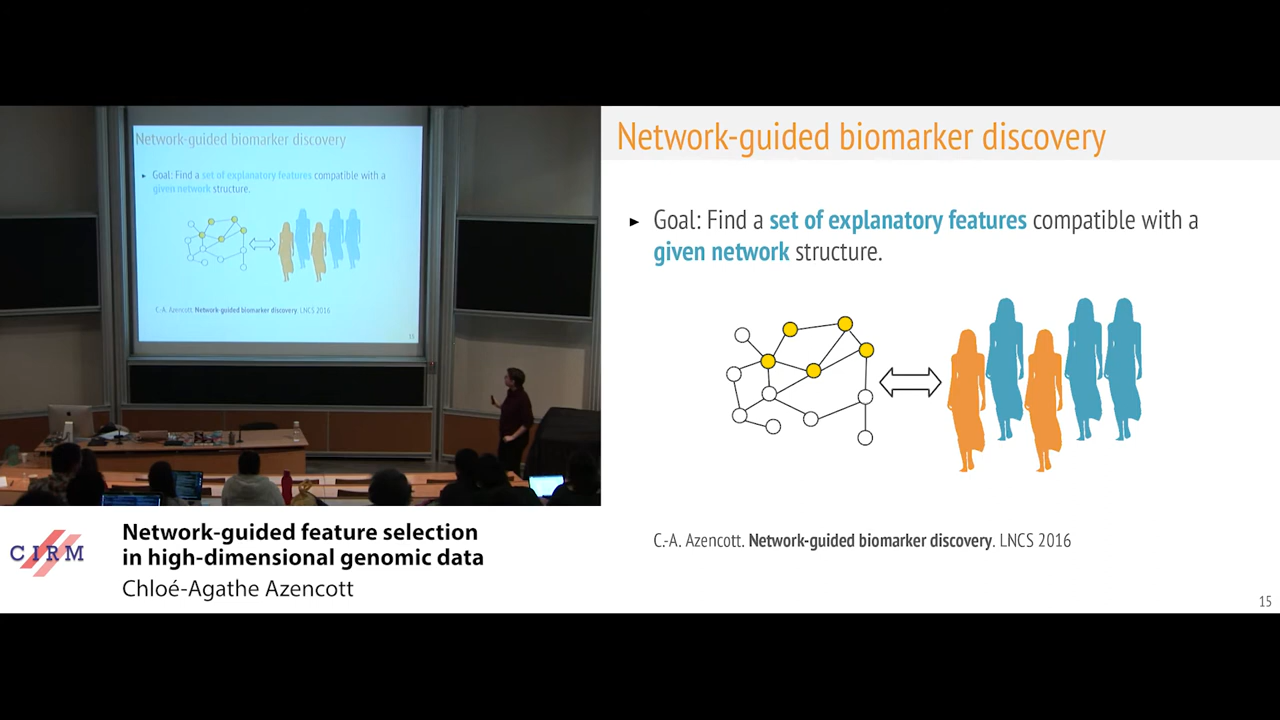 Network-guided biomarker discovery
► Goal: Find a set of explanatory features compatible with a
given network structure.
C.-A. Azencott. Network-guided biomarker discovery. LNCS 2016
15
CIRM
Network-guided feature selection
in high-dimensional genomic data
Chloé-Agathe Azencott
Network-guided biomarker discovery
► Goal: Find a set of explanatory features compatible with a
given network structure.
C.-A. Azencott. Network-guided biomarker discovery. LNCS 2016
15